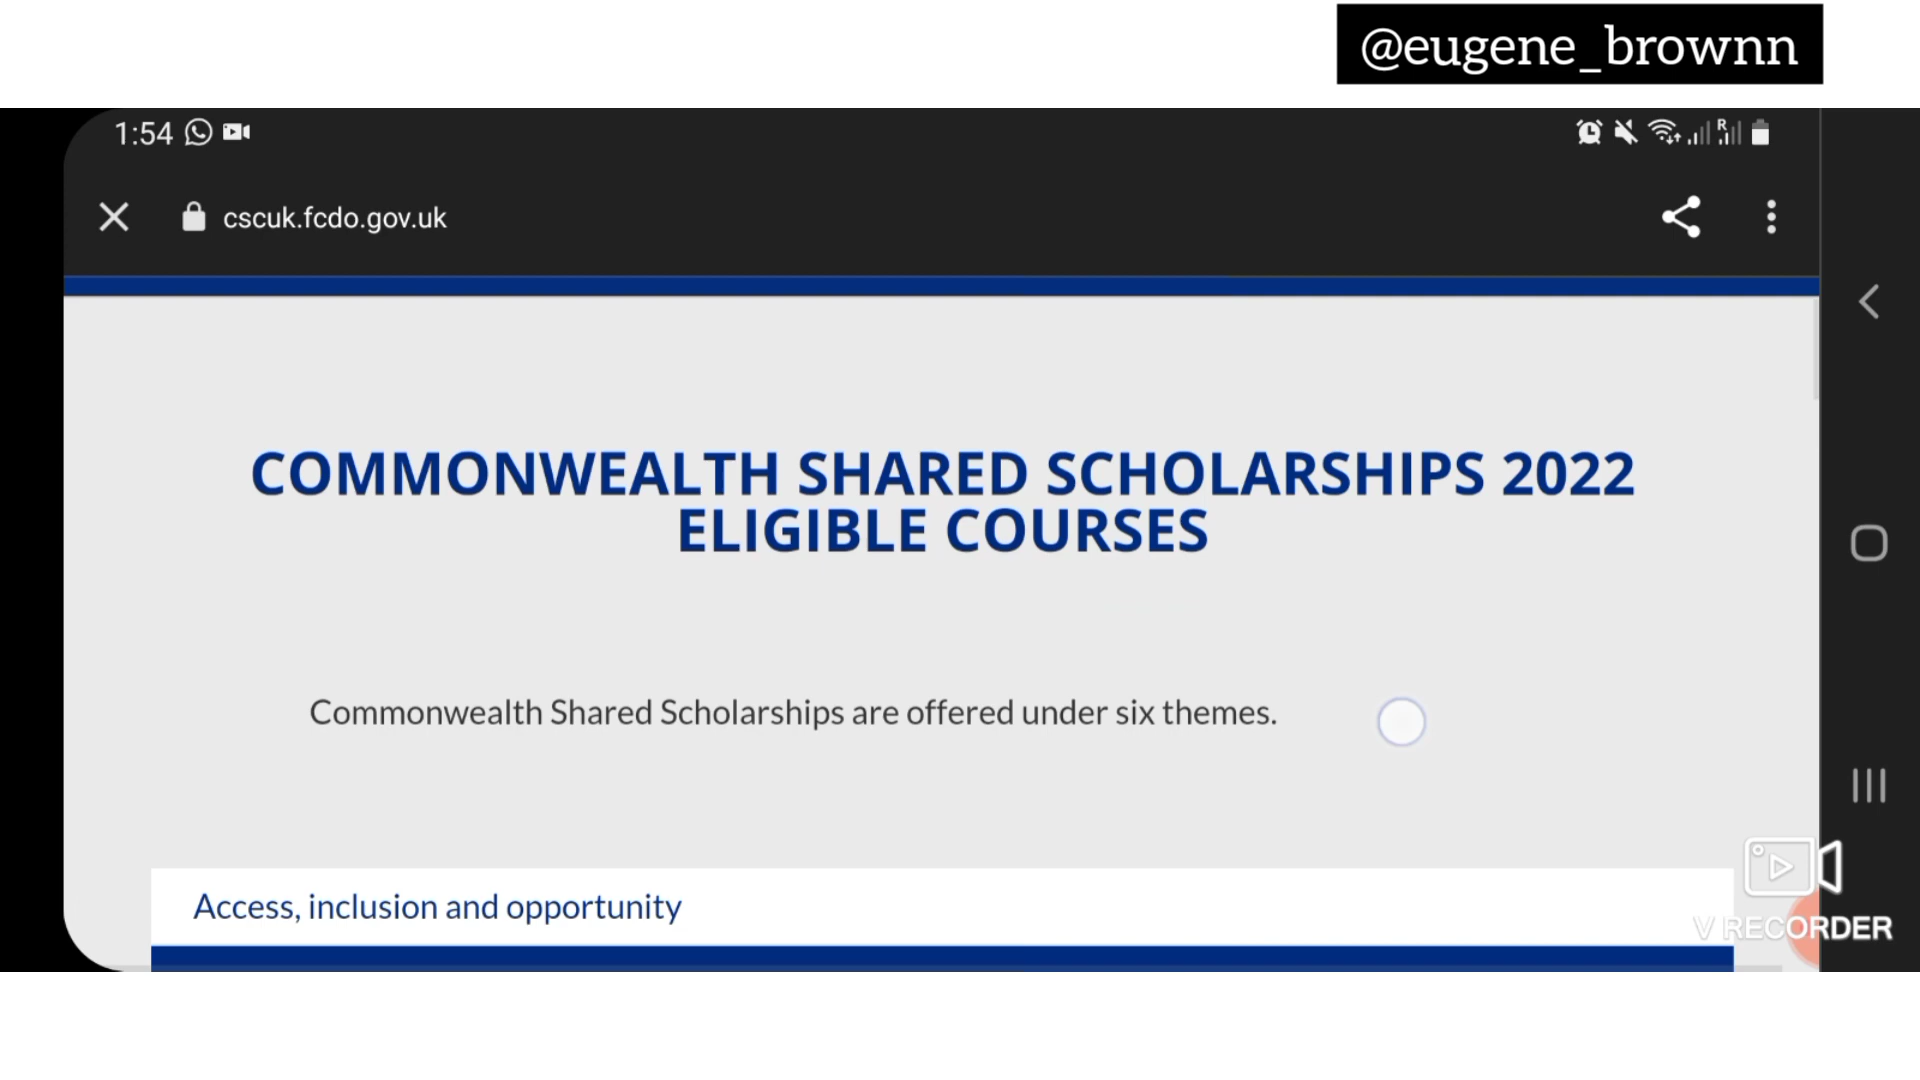 @eugene_brownn
1:54
cscuk.fcdo.gov.uk
COMMONWEALTH SHARED SCHOLARSHIPS 2022
ELIGIBLE COURSES
Commonwealth Shared Scholarships are offered under six themes.
Access, inclusion and opportunity
V RECORDER